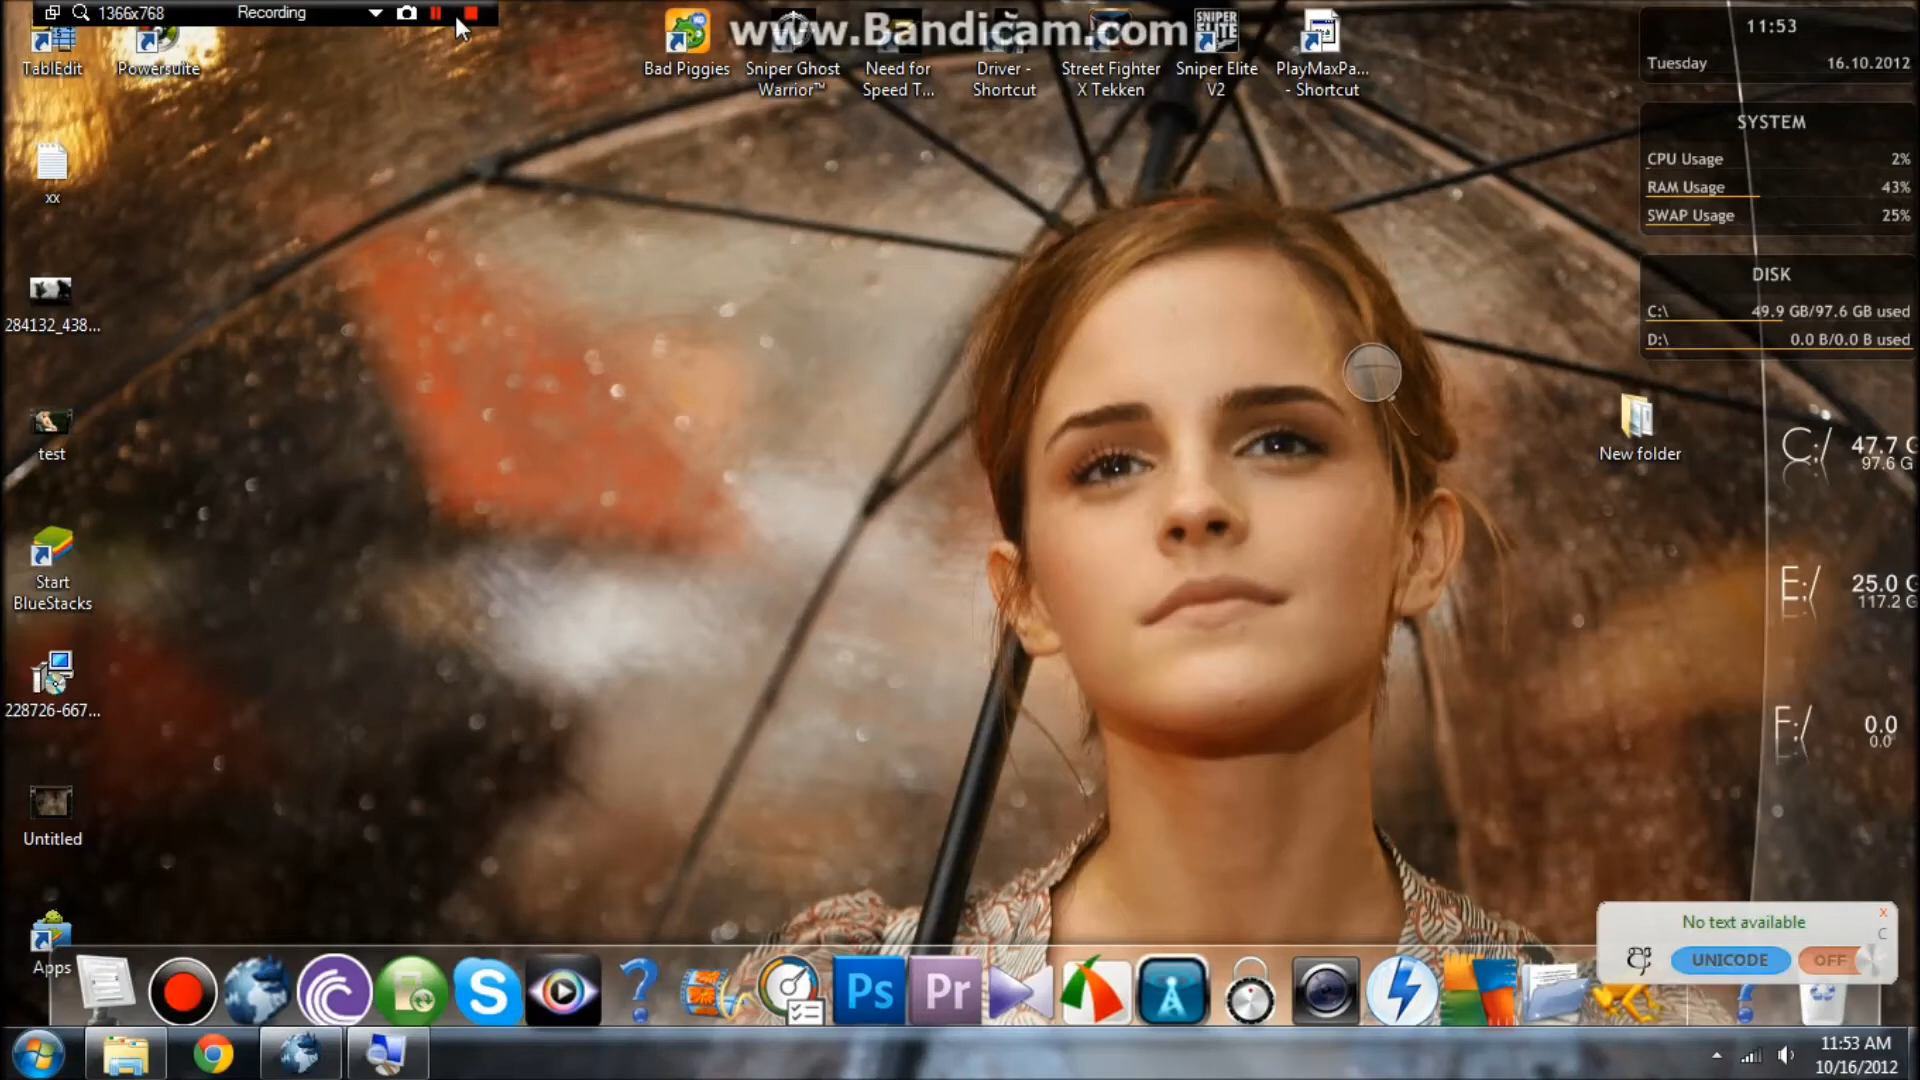 1366x768 Recording
www.Bandicam.com
TablEdit
Powersuite
Bad Piggies
Sniper Ghost
Warrior™
Need for
Speed T...
Driver -
Shortcut
Street Fighter
X Tekken
SNIPER
ELITE
Sniper Elite
V2
PlayMaxPa...
- Shortcut
11:53
Tuesday 16.10.2012
SYSTEM
CPU Usage 2%
RAM Usage 43%
SWAP Usage 25%
DISK
C:\ 49.9 GB/97.6 GB used
D:\ 0.0 B/0.0 B used
xx
284132_438...
test
Start
BlueStacks
228726-667...
Untitled
Apps
New folder
C:/ 47.7 G
97.6 G
E:/ 25.0 G
117.2 G
F:/ 0.0
0.0
No text available
x
C
UNICODE OFF
S
?
Ps
Pr
11:53 AM
10/16/2012